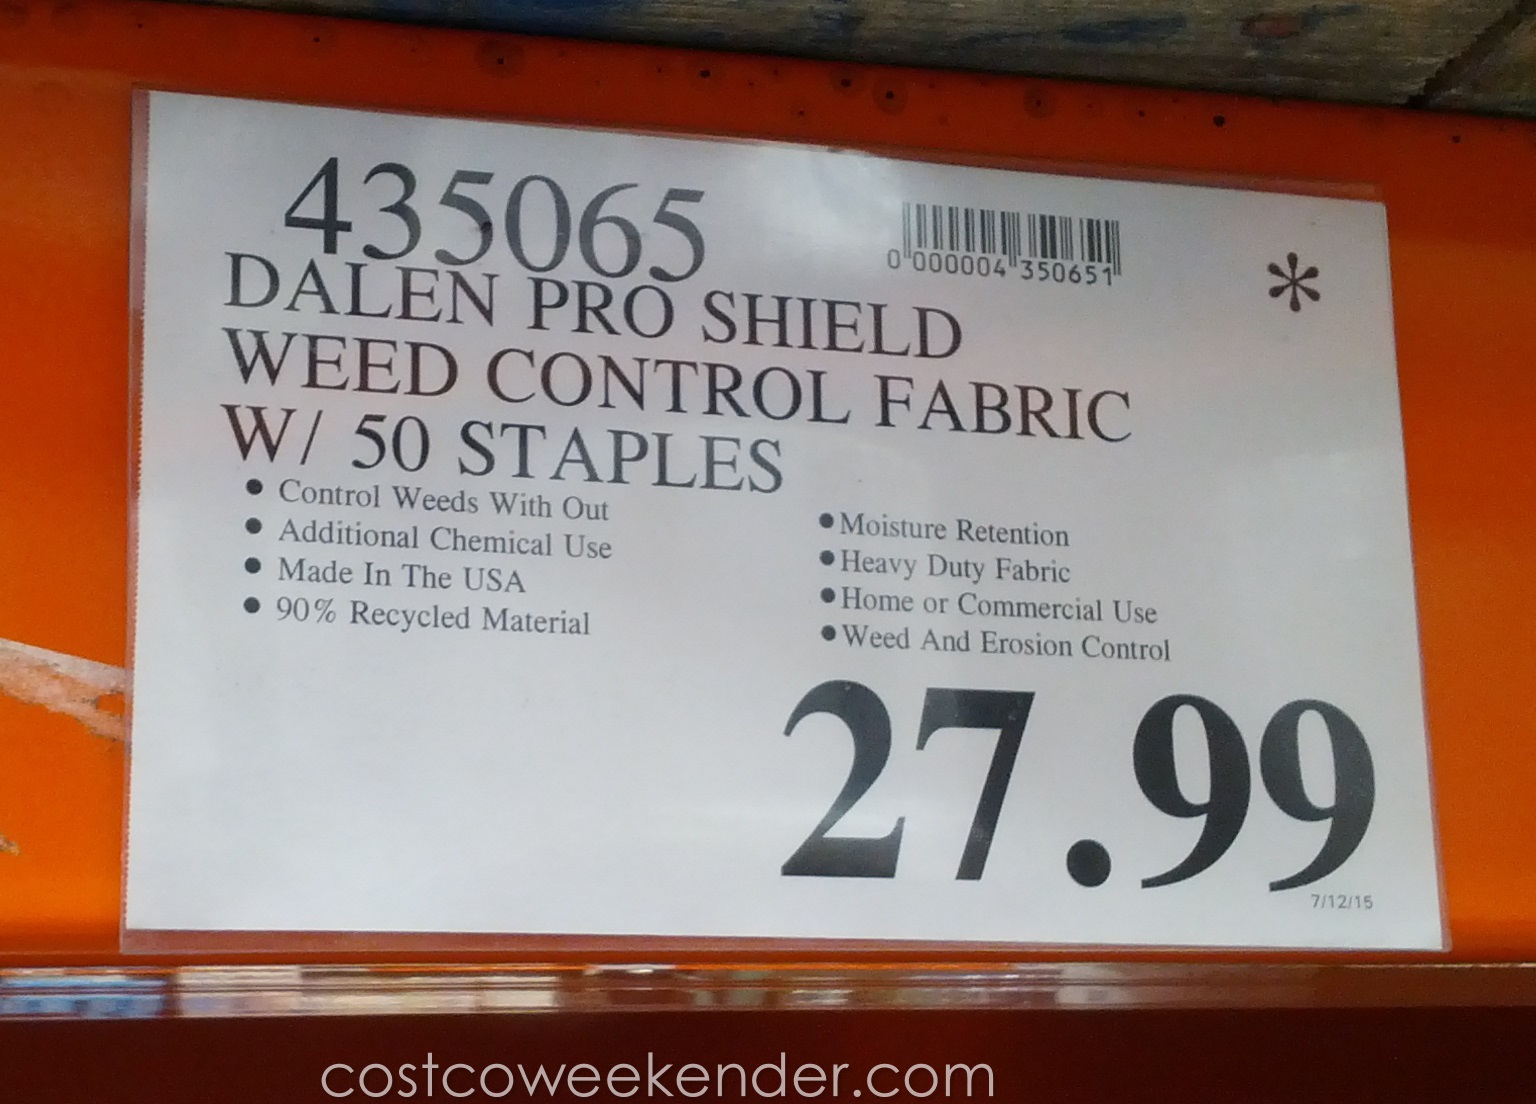 435065
0 000004 350651
*
DALEN PRO SHIELD
WEED CONTROL FABRIC
W/ 50 STAPLES
• Control Weeds With Out
• Additional Chemical Use
• Made In The USA
• 90% Recycled Material
• Moisture Retention
• Heavy Duty Fabric
• Home or Commercial Use
• Weed And Erosion Control
27.99
7/12/15
costcoweekender.com